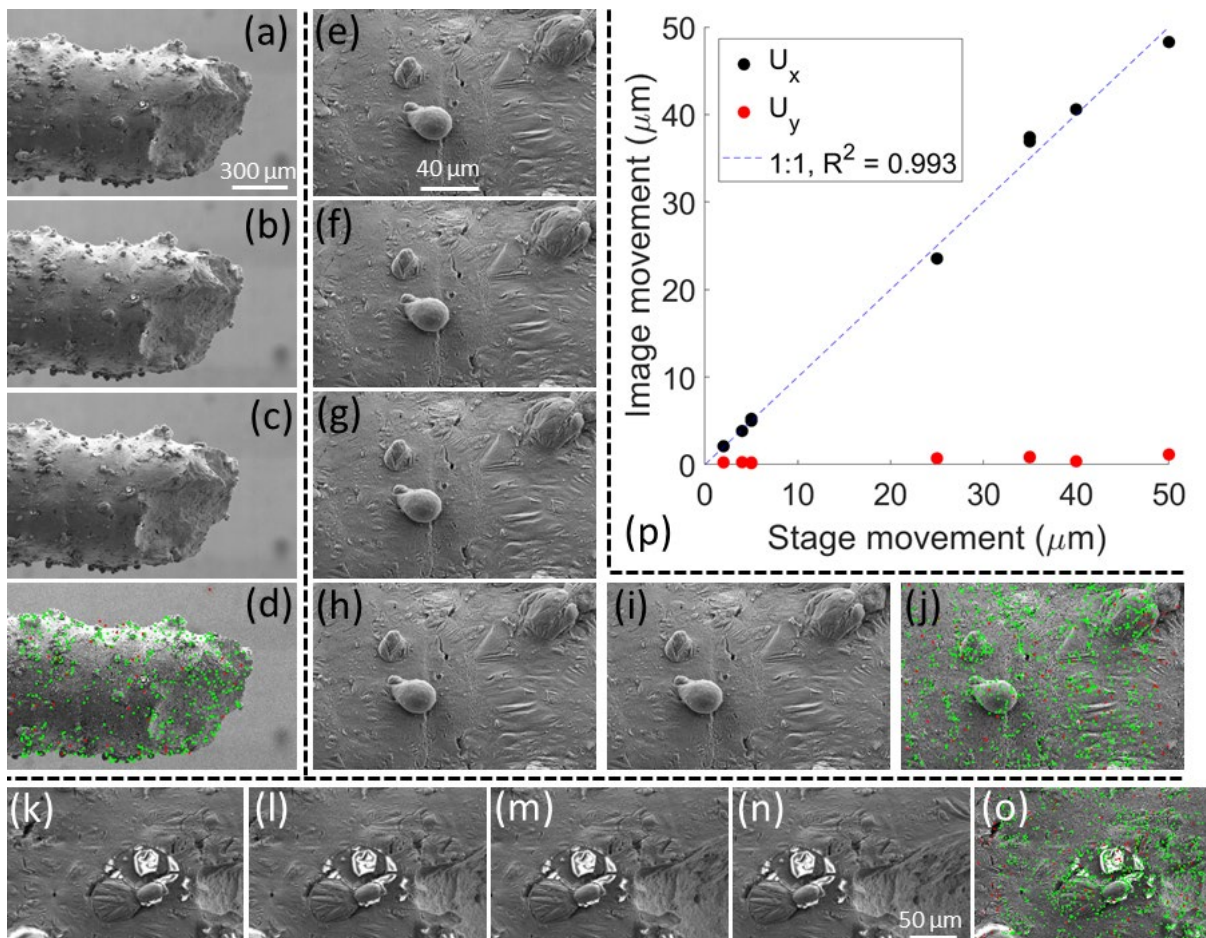 (a)
300 μm
(b)
(c)
(d)
(e)
40 μm
(f)
(g)
(h)
(i)
(j)
50
40
30
20
10
0
Image movement (μm)
U_x
U_y
1:1, R² = 0.993
0 10 20 30 40 50
Stage movement (μm)
(p)
(k)
(l)
(m)
(n)
50 μm
(o)